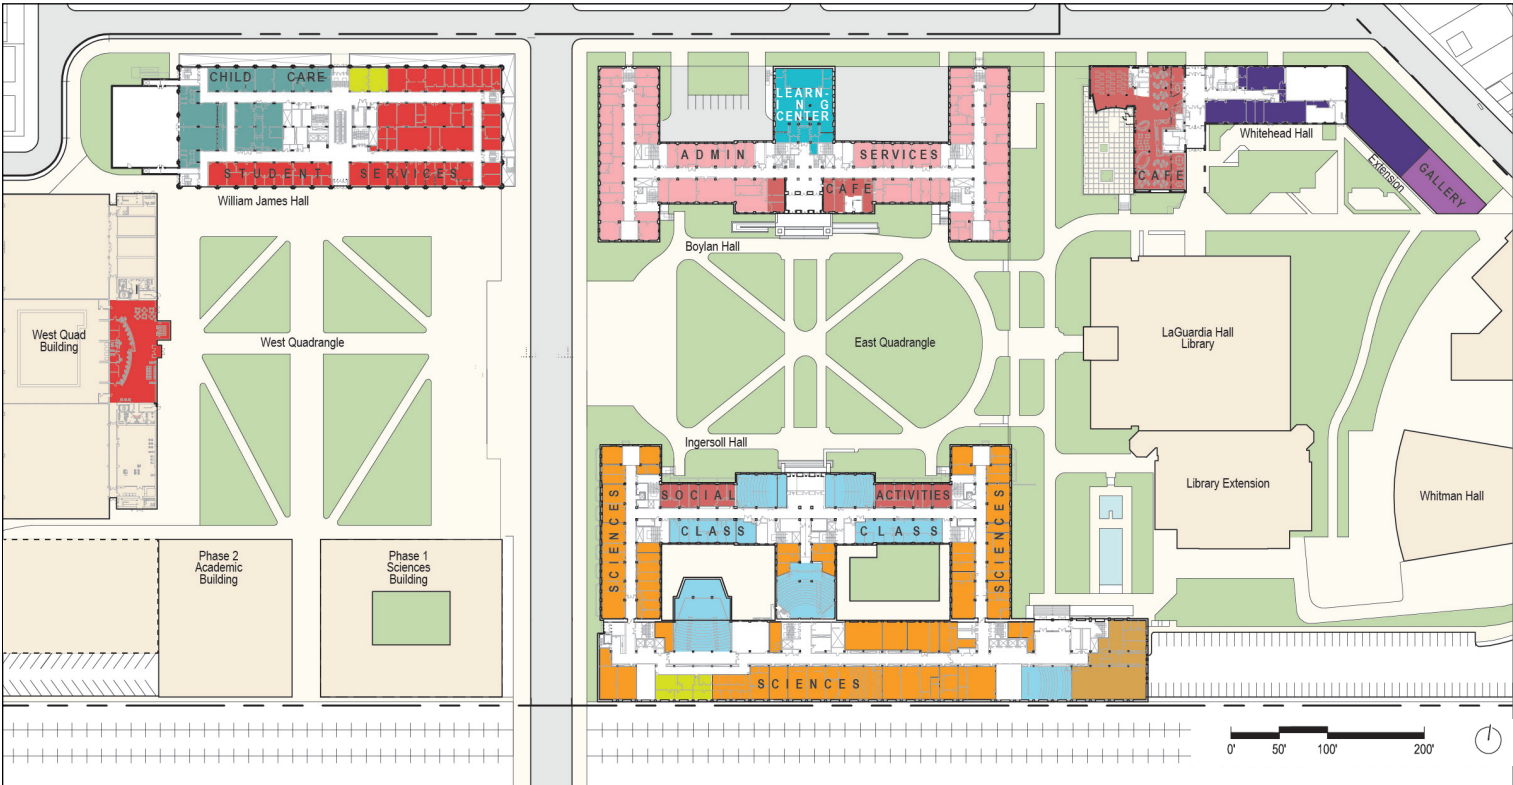 CHILD CARE
STUDENT SERVICES
William James Hall
LEARN-
ING
CENTER
ADMIN SERVICES
CAFE
Boylan Hall
CAFE
Whitehead Hall
Extension
GALLERY
West Quad
Building
West Quadrangle
East Quadrangle
LaGuardia Hall
Library
Ingersoll Hall
SOCIAL ACTIVITIES
CLASS CLASS
SCIENCES
SCIENCES
SCIENCES
Library Extension
Whitman Hall
Phase 2
Academic
Building
Phase 1
Sciences
Building
0' 50' 100' 200'